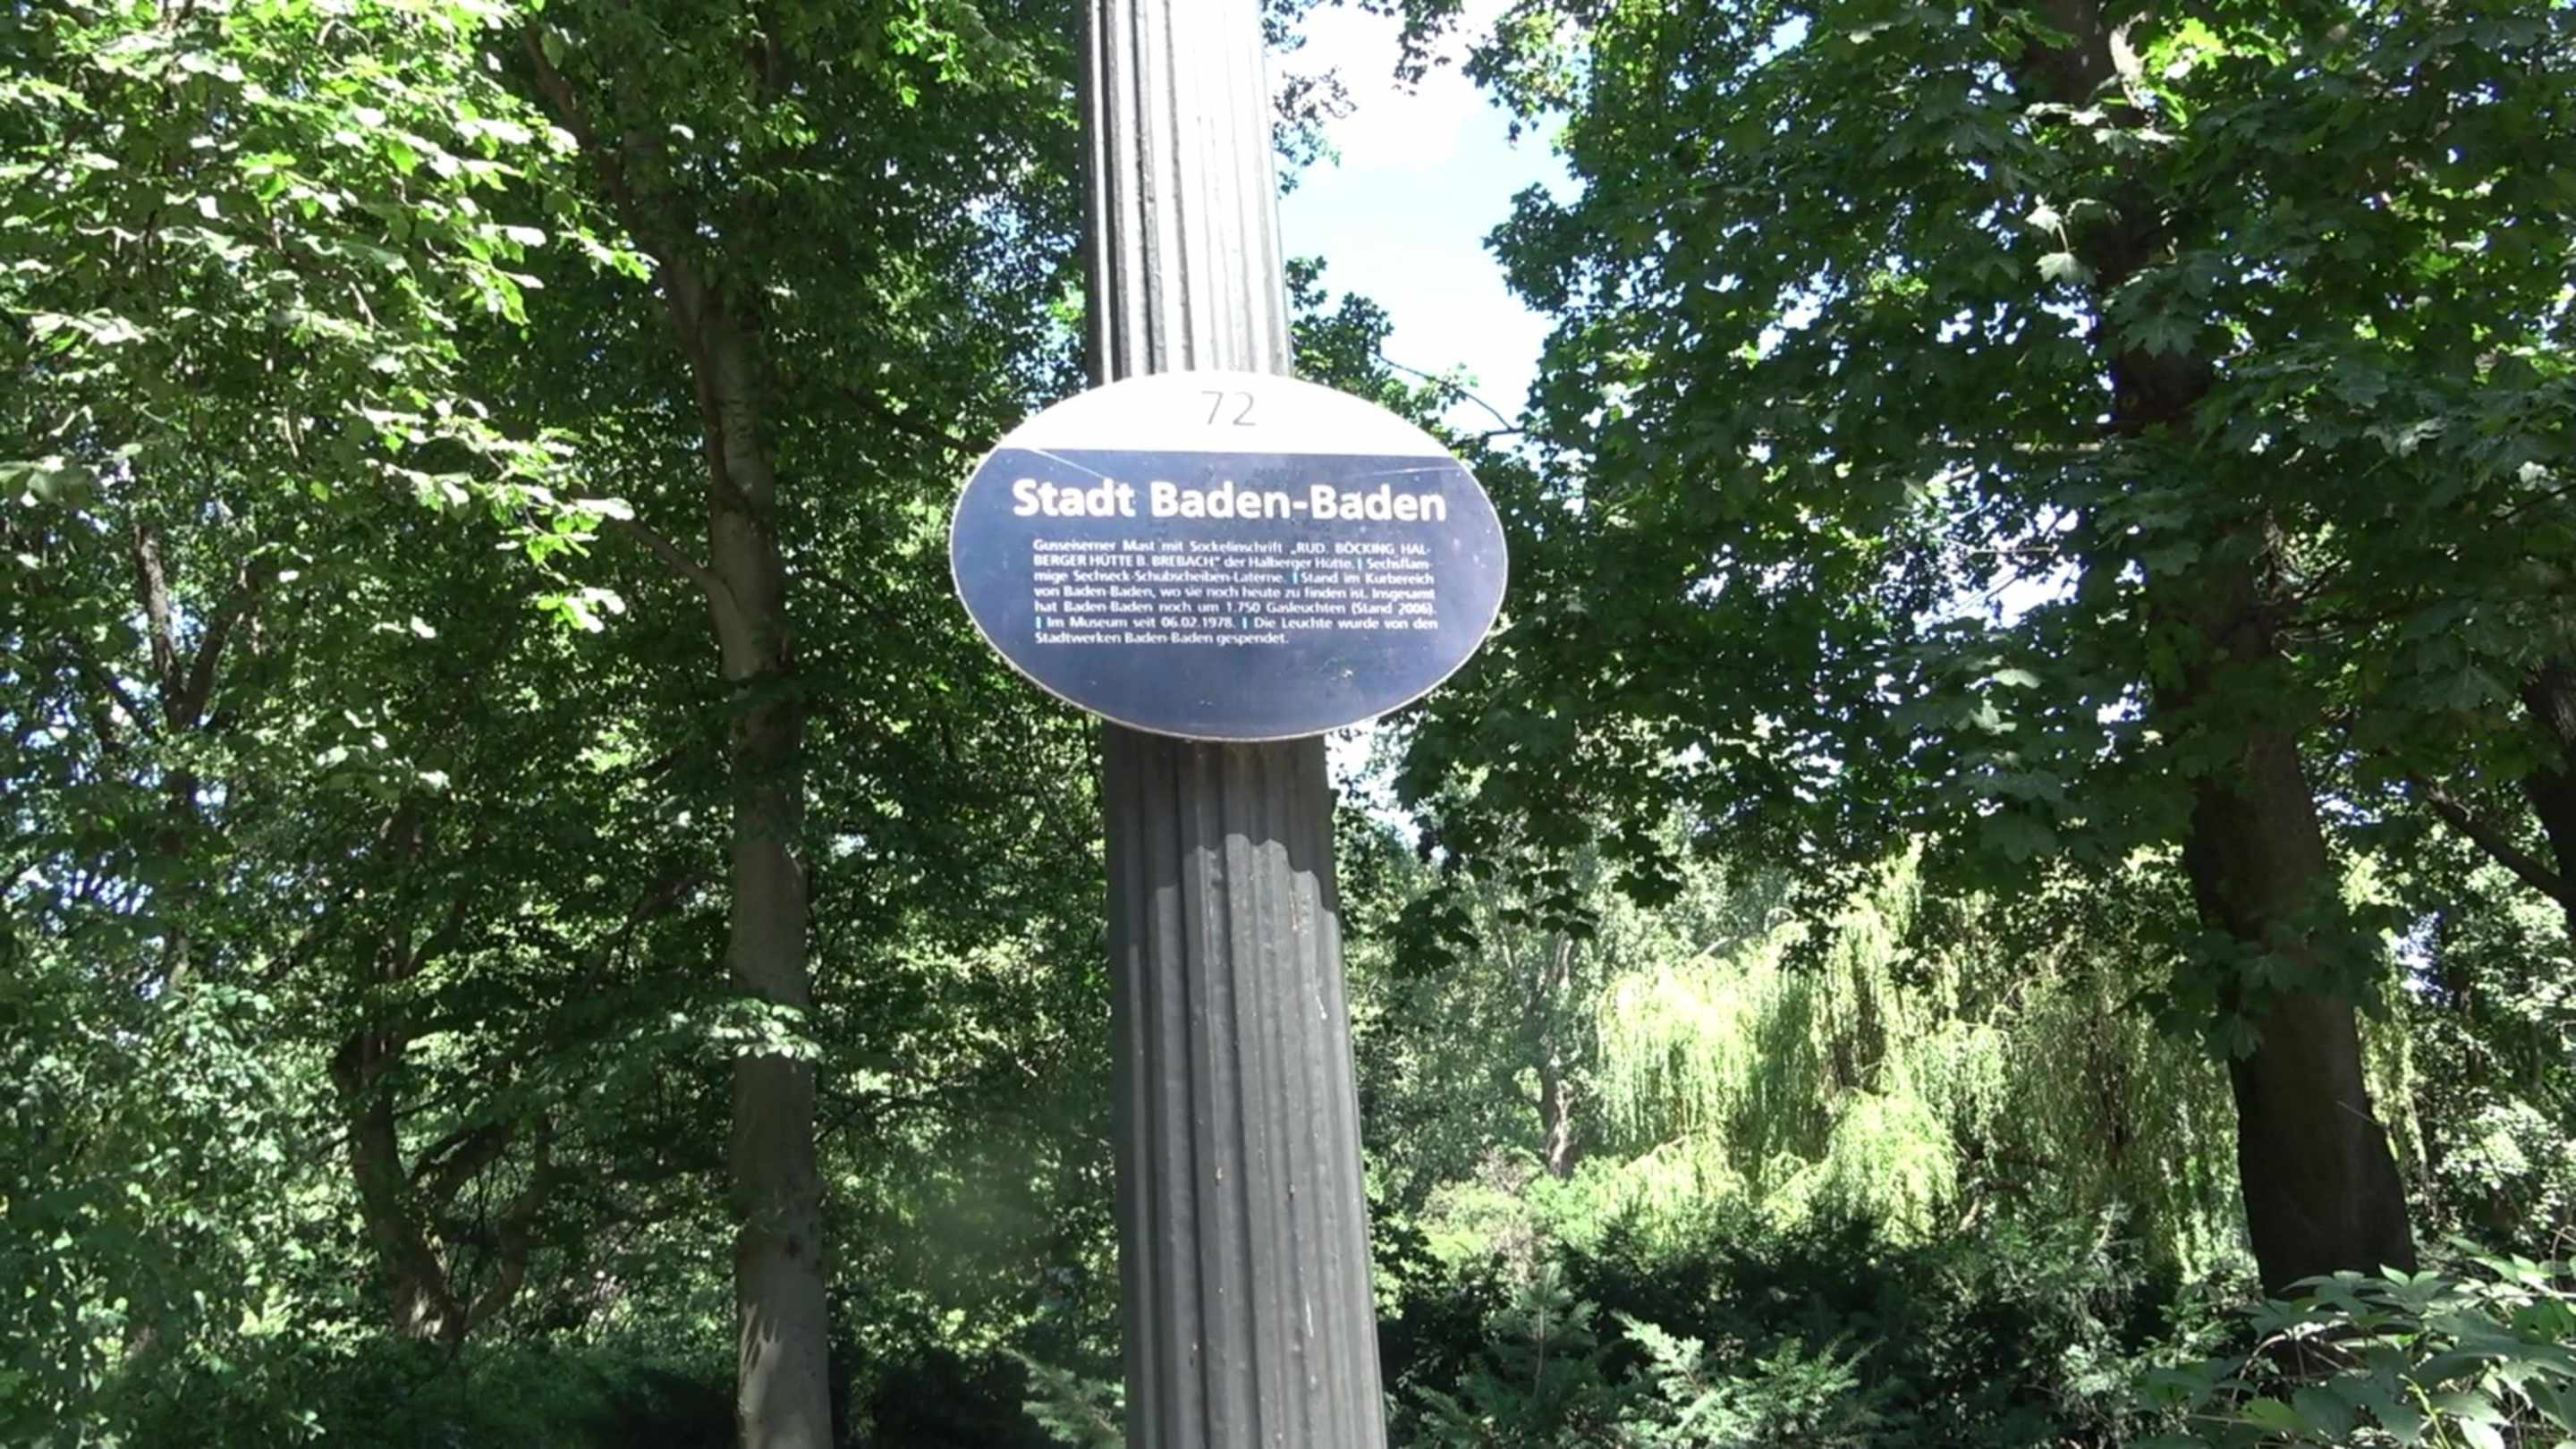 72
Stadt Baden-Baden
Gusseiserner Mast mit Sockelinschrift „RUD. BÖCKING HAL-
BERGER HÜTTE B. BREBACH" der Halberger Hütte. | Sechsflam-
mige Sechseck-Schubscheiben-Laterne. | Stand im Kurbereich
von Baden-Baden, wo sie noch heute zu finden ist. Insgesamt
hat Baden-Baden noch um 1.750 Gasleuchten (Stand 2006).
| Im Museum seit 06.02.1978. | Die Leuchte wurde von den
Stadtwerken Baden-Baden gespendet.